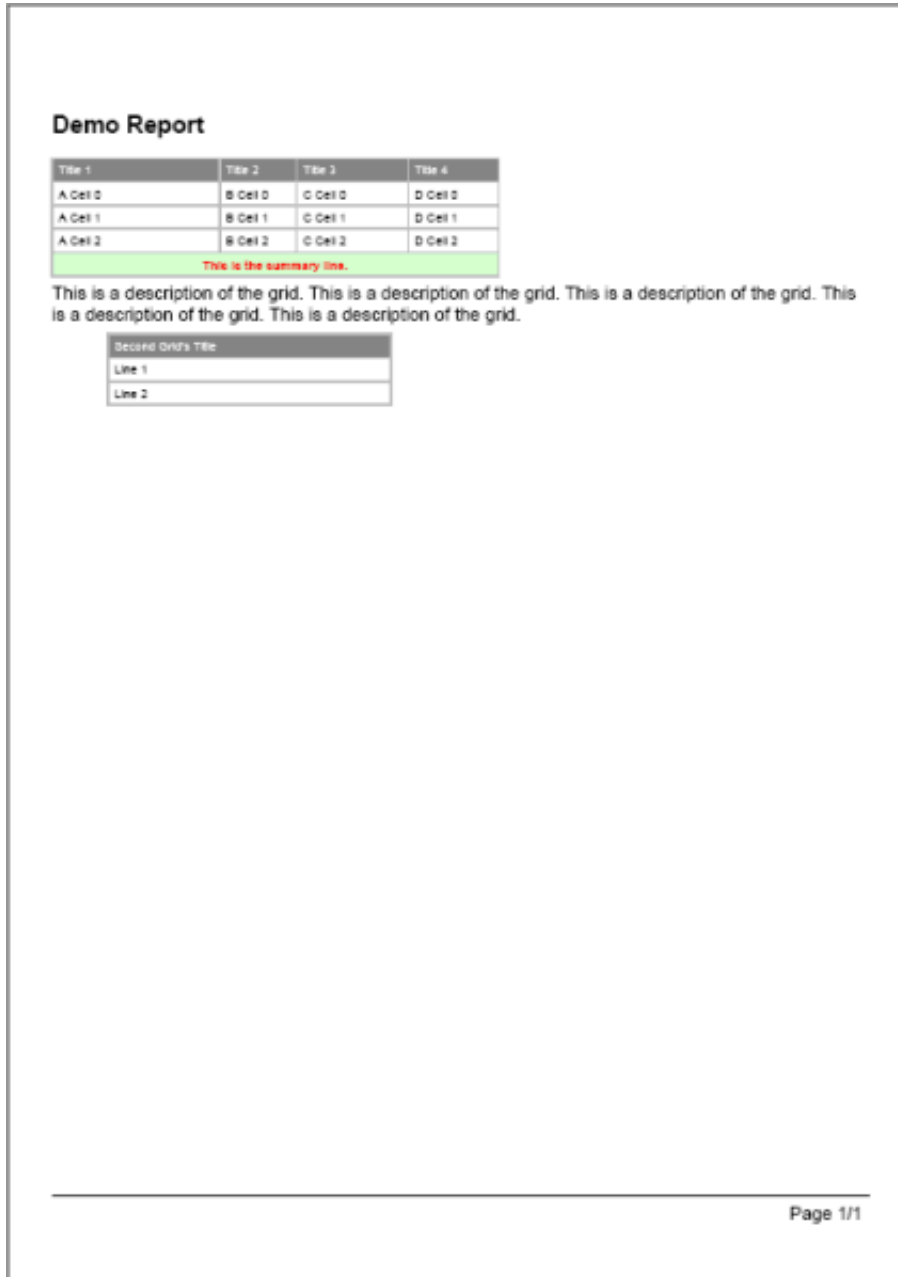 Demo Report
Title 1 Title 2 Title 3 Title 4
A Cell 0 B Cell 0 C Cell 0 D Cell 0
A Cell 1 B Cell 1 C Cell 1 D Cell 1
A Cell 2 B Cell 2 C Cell 2 D Cell 2
This is the summary line.
This is a description of the grid. This is a description of the grid. This is a description of the grid. This
is a description of the grid. This is a description of the grid.
Second Grid's Title
Line 1
Line 2
Page 1/1